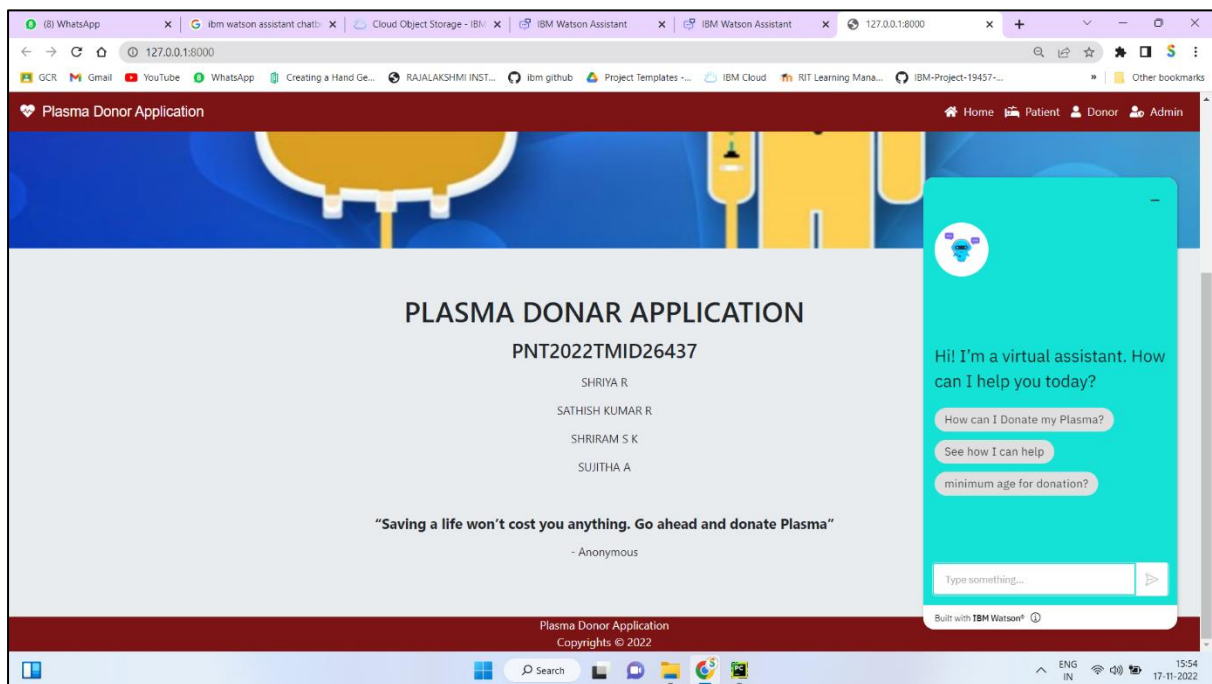 (8) WhatsApp
ibm watson assistant chatb
Cloud Object Storage - IBM
IBM Watson Assistant
IBM Watson Assistant
127.0.0.1:8000
127.0.0.1:8000
GCR
Gmail
YouTube
WhatsApp
Creating a Hand Ge...
RAJALAKSHMI INST...
ibm github
Project Templates -...
IBM Cloud
RIT Learning Mana...
IBM-Project-19457-...
»
Other bookmarks
Plasma Donor Application
Home
Patient
Donor
Admin
PLASMA DONAR APPLICATION
PNT2022TMID26437
SHRIYA R
SATHISH KUMAR R
SHRIRAM S K
SUJITHA A
“Saving a life won’t cost you anything. Go ahead and donate Plasma”
- Anonymous
Hi! I’m a virtual assistant. How
can I help you today?
How can I Donate my Plasma?
See how I can help
minimum age for donation?
Type something...
Built with IBM Watson®
Plasma Donor Application
Copyrights © 2022
Search
ENG
IN
15:54
17-11-2022